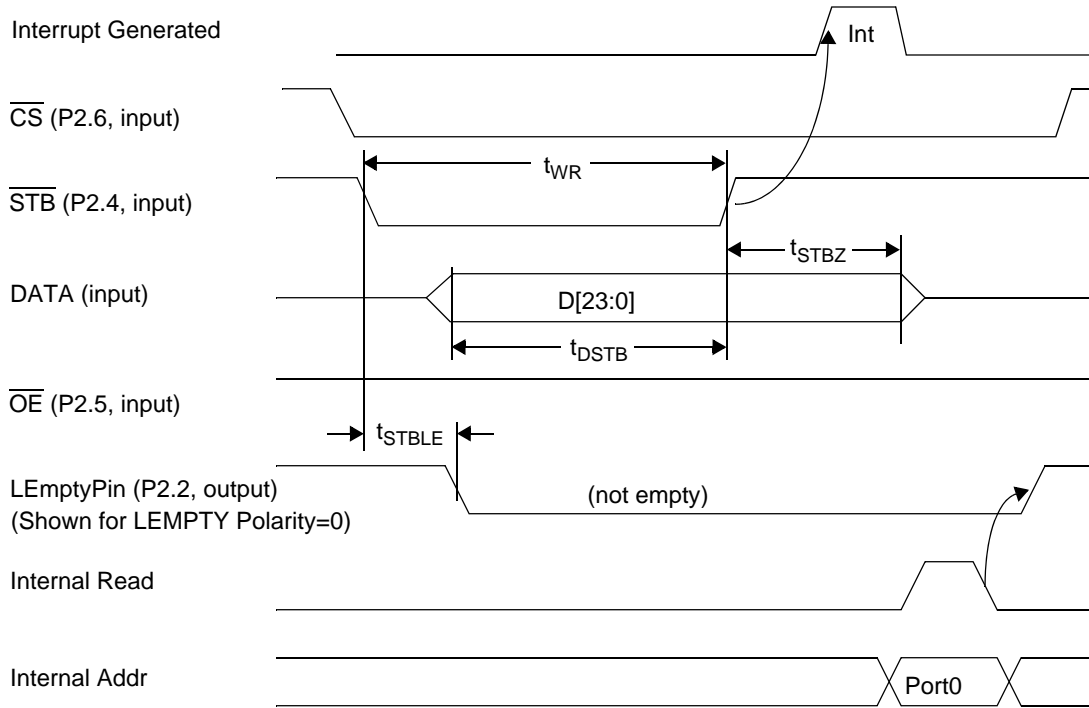 Interrupt Generated
Int
CS (P2.6, input)
tWR
STB (P2.4, input)
tSTBZ
DATA (input)
D[23:0]
tDSTB
OE (P2.5, input)
tSTBLE
LEmptyPin (P2.2, output)
(not empty)
(Shown for LEMPTY Polarity=0)
Internal Read
Internal Addr
Port0